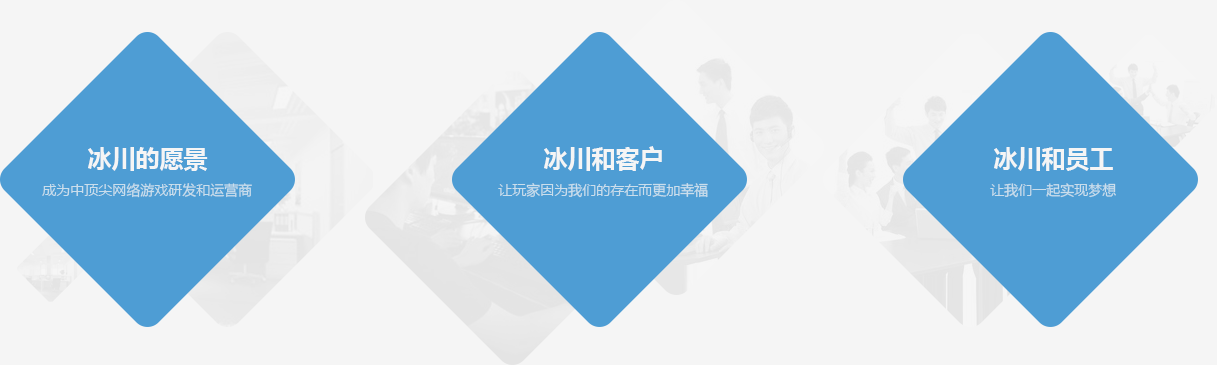 冰川的愿景
成为中顶尖网络游戏研发和运营商
冰川和客户
让玩家因为我们的存在而更加幸福
冰川和员工
让我们一起实现梦想